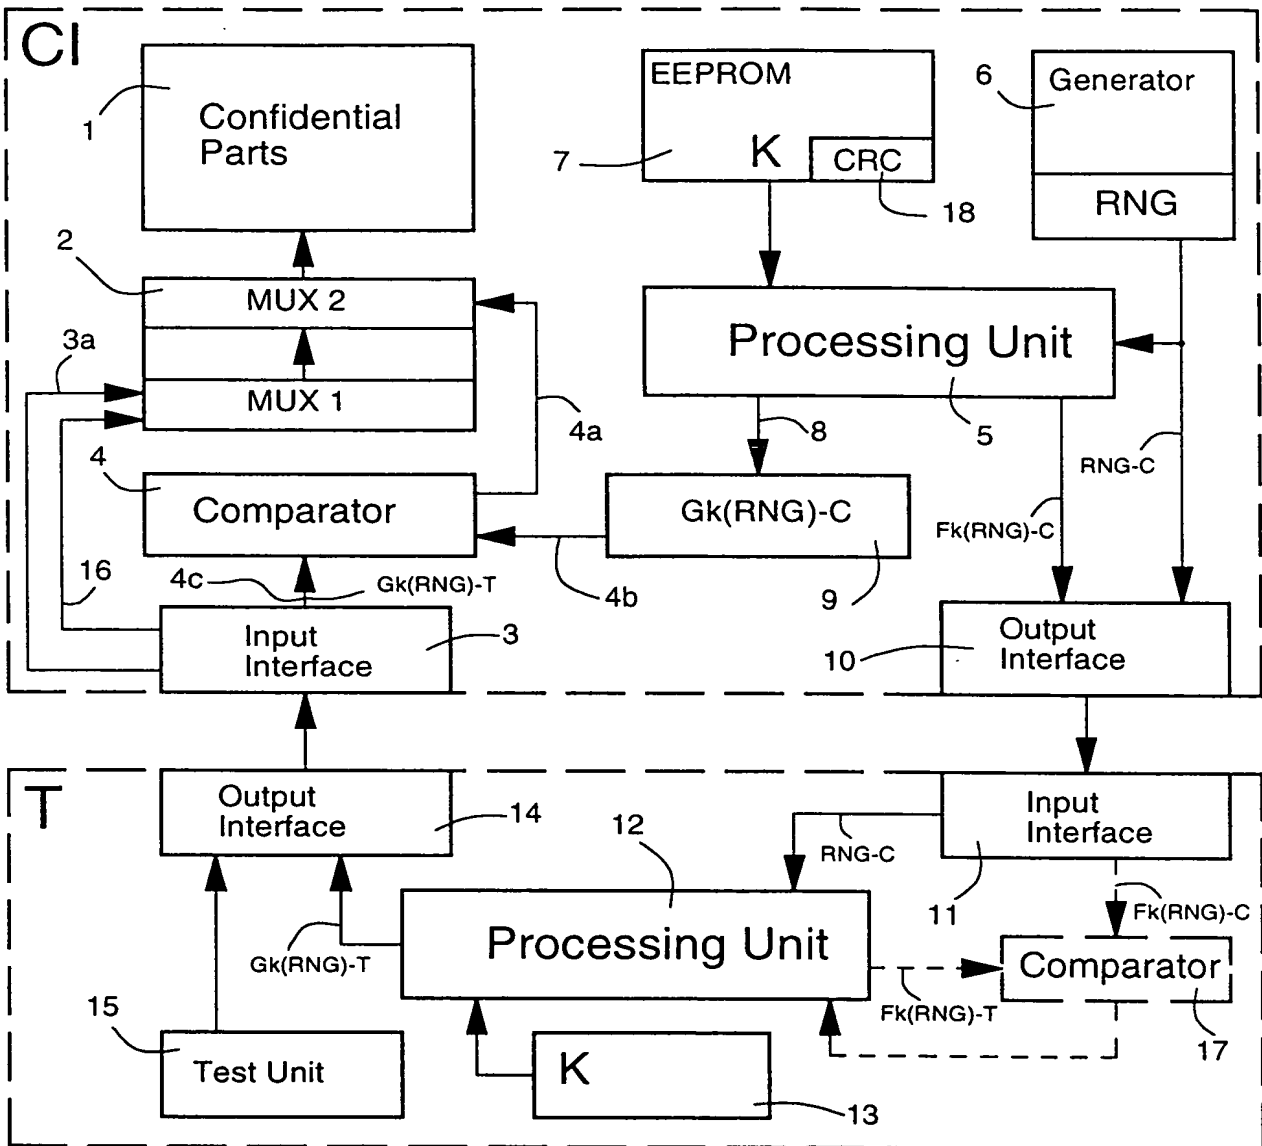 CI
1
Confidential
Parts
EEPROM
7
K
CRC
18
6
Generator
RNG
2
MUX 2
3a
MUX 1
4a
Processing Unit
8
5
RNG-C
4
Comparator
Gk(RNG)-C
Fk(RNG)-C
16
4c
Gk(RNG)-T
4b
9
Input
Interface
3
10
Output
Interface
T
Output
Interface
14
12
RNG-C
Input
Interface
11
Fk(RNG)-C
Gk(RNG)-T
Processing Unit
Comparator
Fk(RNG)-T
17
15
Test Unit
K
13